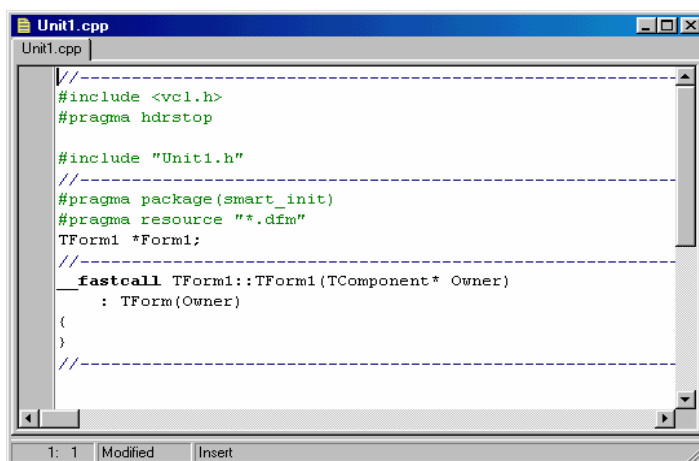 Unit1.cpp
Unit1.cpp
//----------------------------------------------------------
#include <vcl.h>
#pragma hdrstop
#include "Unit1.h"
//----------------------------------------------------------
#pragma package(smart_init)
#pragma resource "*.dfm"
TForm1 *Form1;
//----------------------------------------------------------
__fastcall TForm1::TForm1(TComponent* Owner)
: TForm(Owner)
{
}
//----------------------------------------------------------
1: 1 Modified Insert